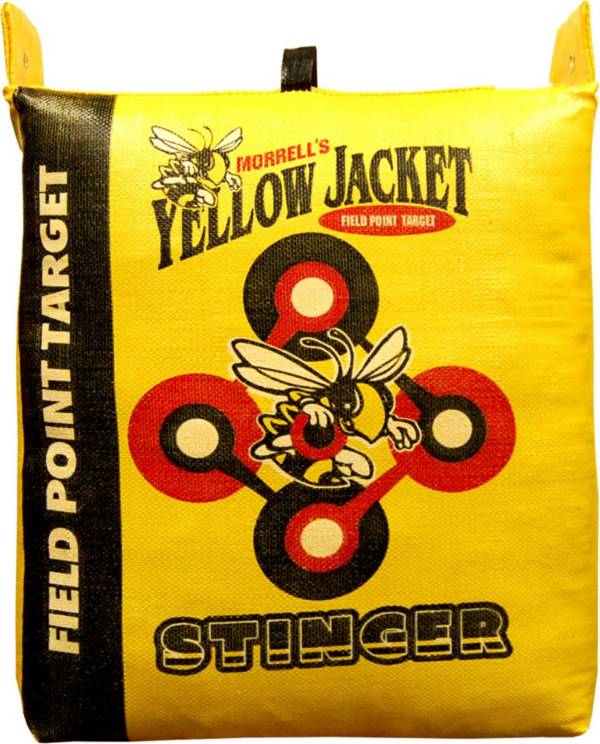 MORRELL'S
YELLOW JACKET
FIELD POINT TARGET
FIELD POINT TARGET
STINGER